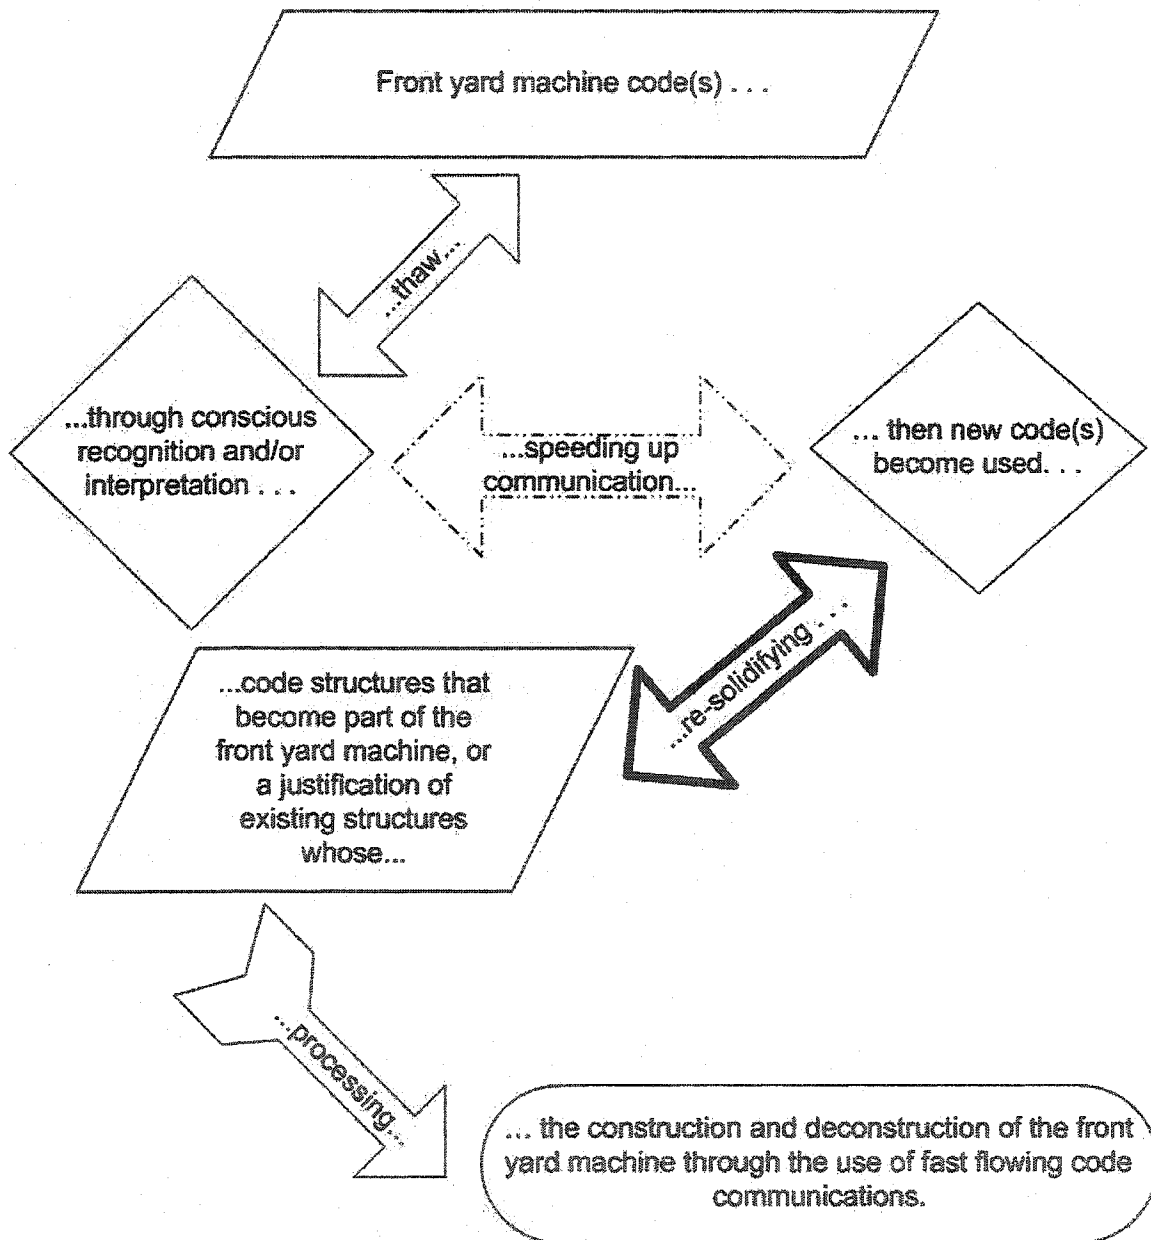 Front yard machine code(s) . . .
...thaw...
...through conscious
recognition and/or
interpretation . . .
...speeding up
communication...
... then new code(s)
become used. . .
...re-solidifying . . .
...code structures that
become part of the
front yard machine, or
a justification of
existing structures
whose...
...processing...
... the construction and deconstruction of the front
yard machine through the use of fast flowing code
communications.